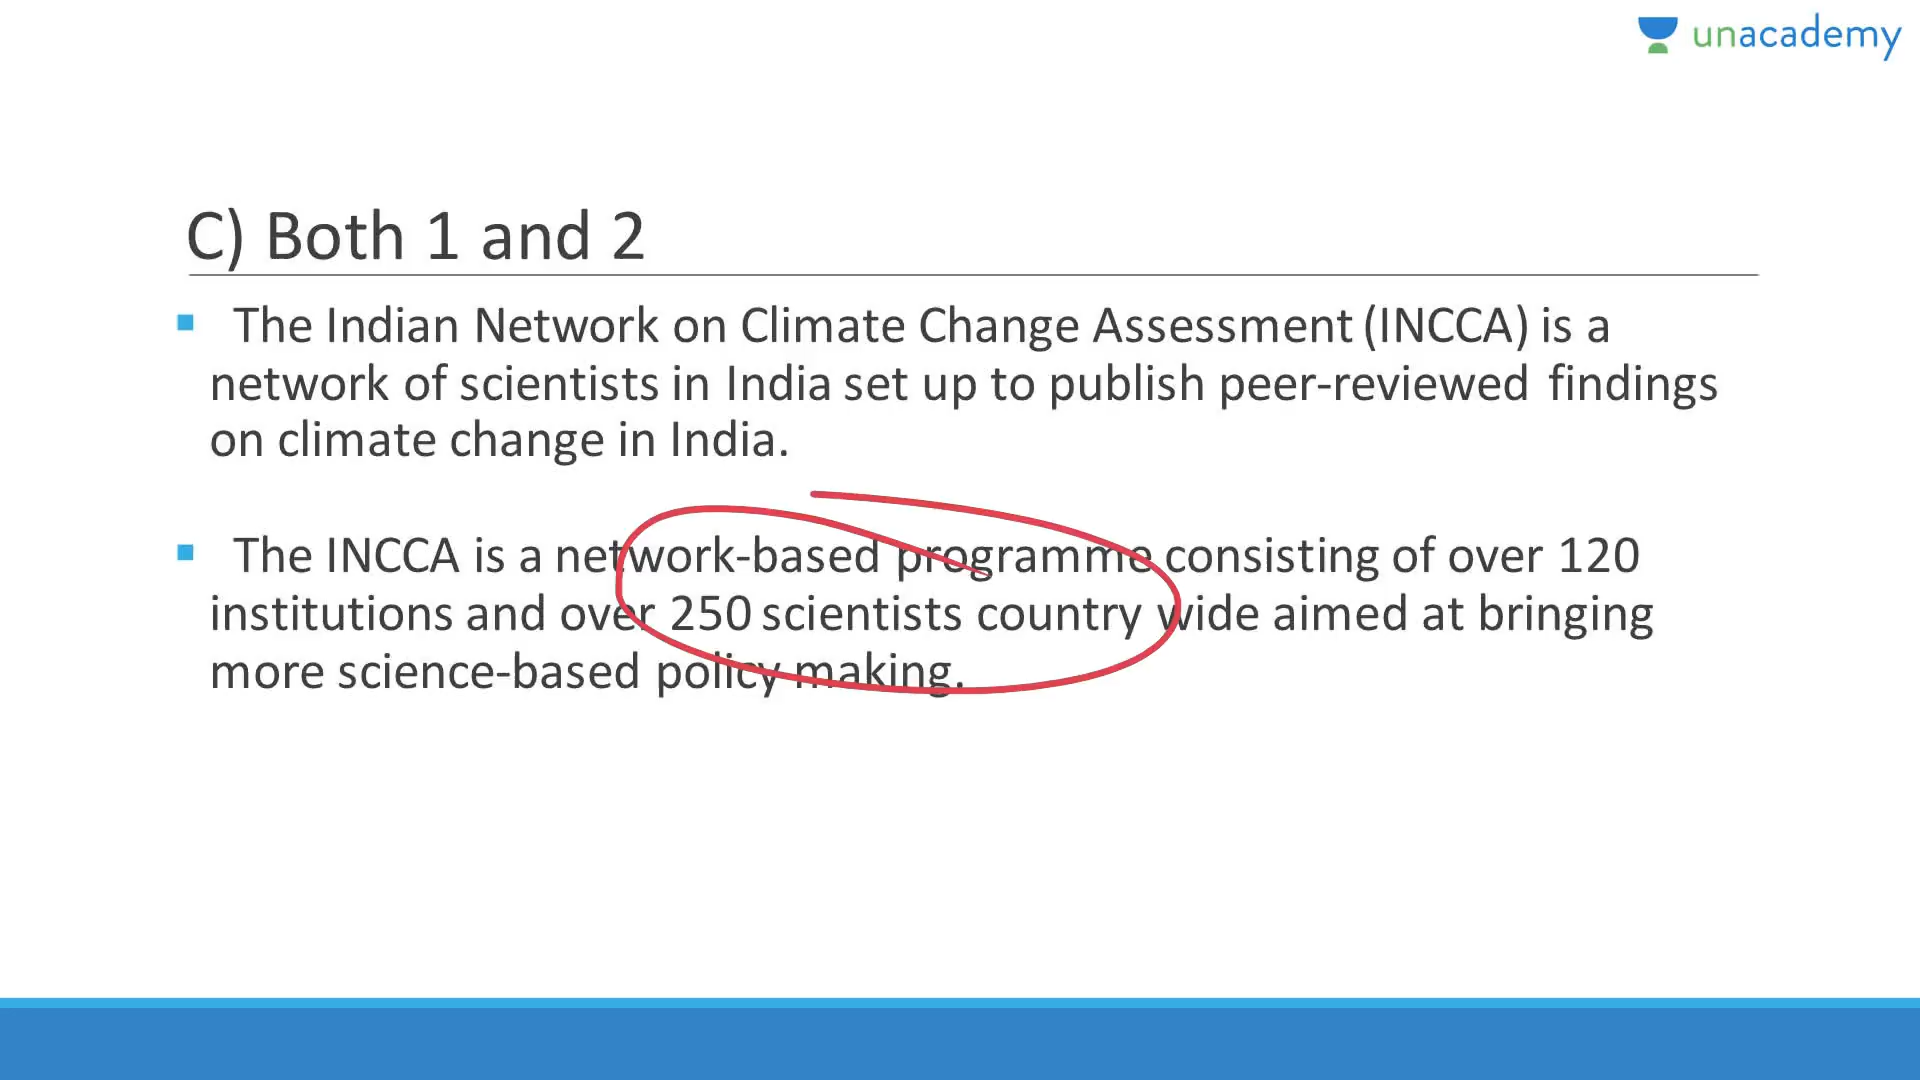 unacademy
C) Both 1 and 2
The Indian Network on Climate Change Assessment (INCCA) is a
network of scientists in India set up to publish peer-reviewed findings
on climate change in India.
The INCCA is a network-based programme consisting of over 120
institutions and over 250 scientists country wide aimed at bringing
more science-based policy making.